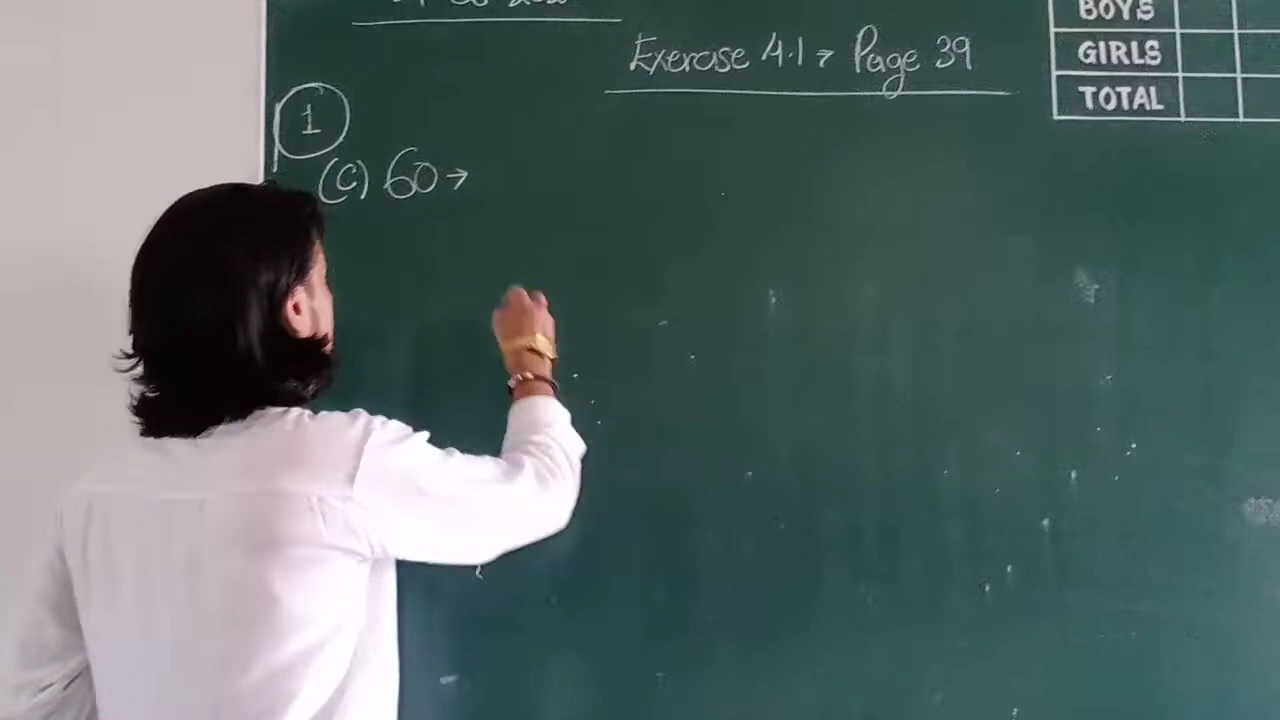 Exercise 4.1 → Page 39
BOYS
GIRLS
TOTAL
1
(c) 60 →